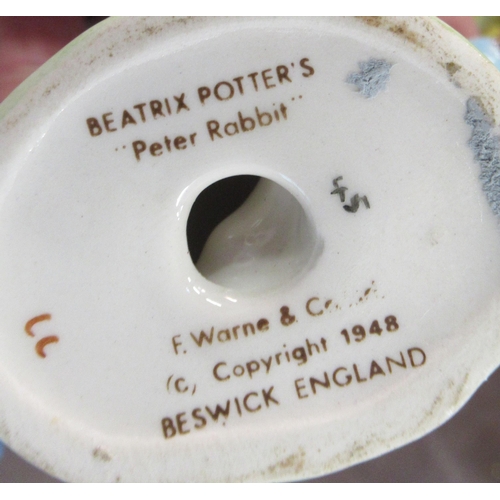 BEATRIX POTTER'S
"Peter Rabbit"
F. Warne & Co.
(c) Copyright 1948
BESWICK ENGLAND